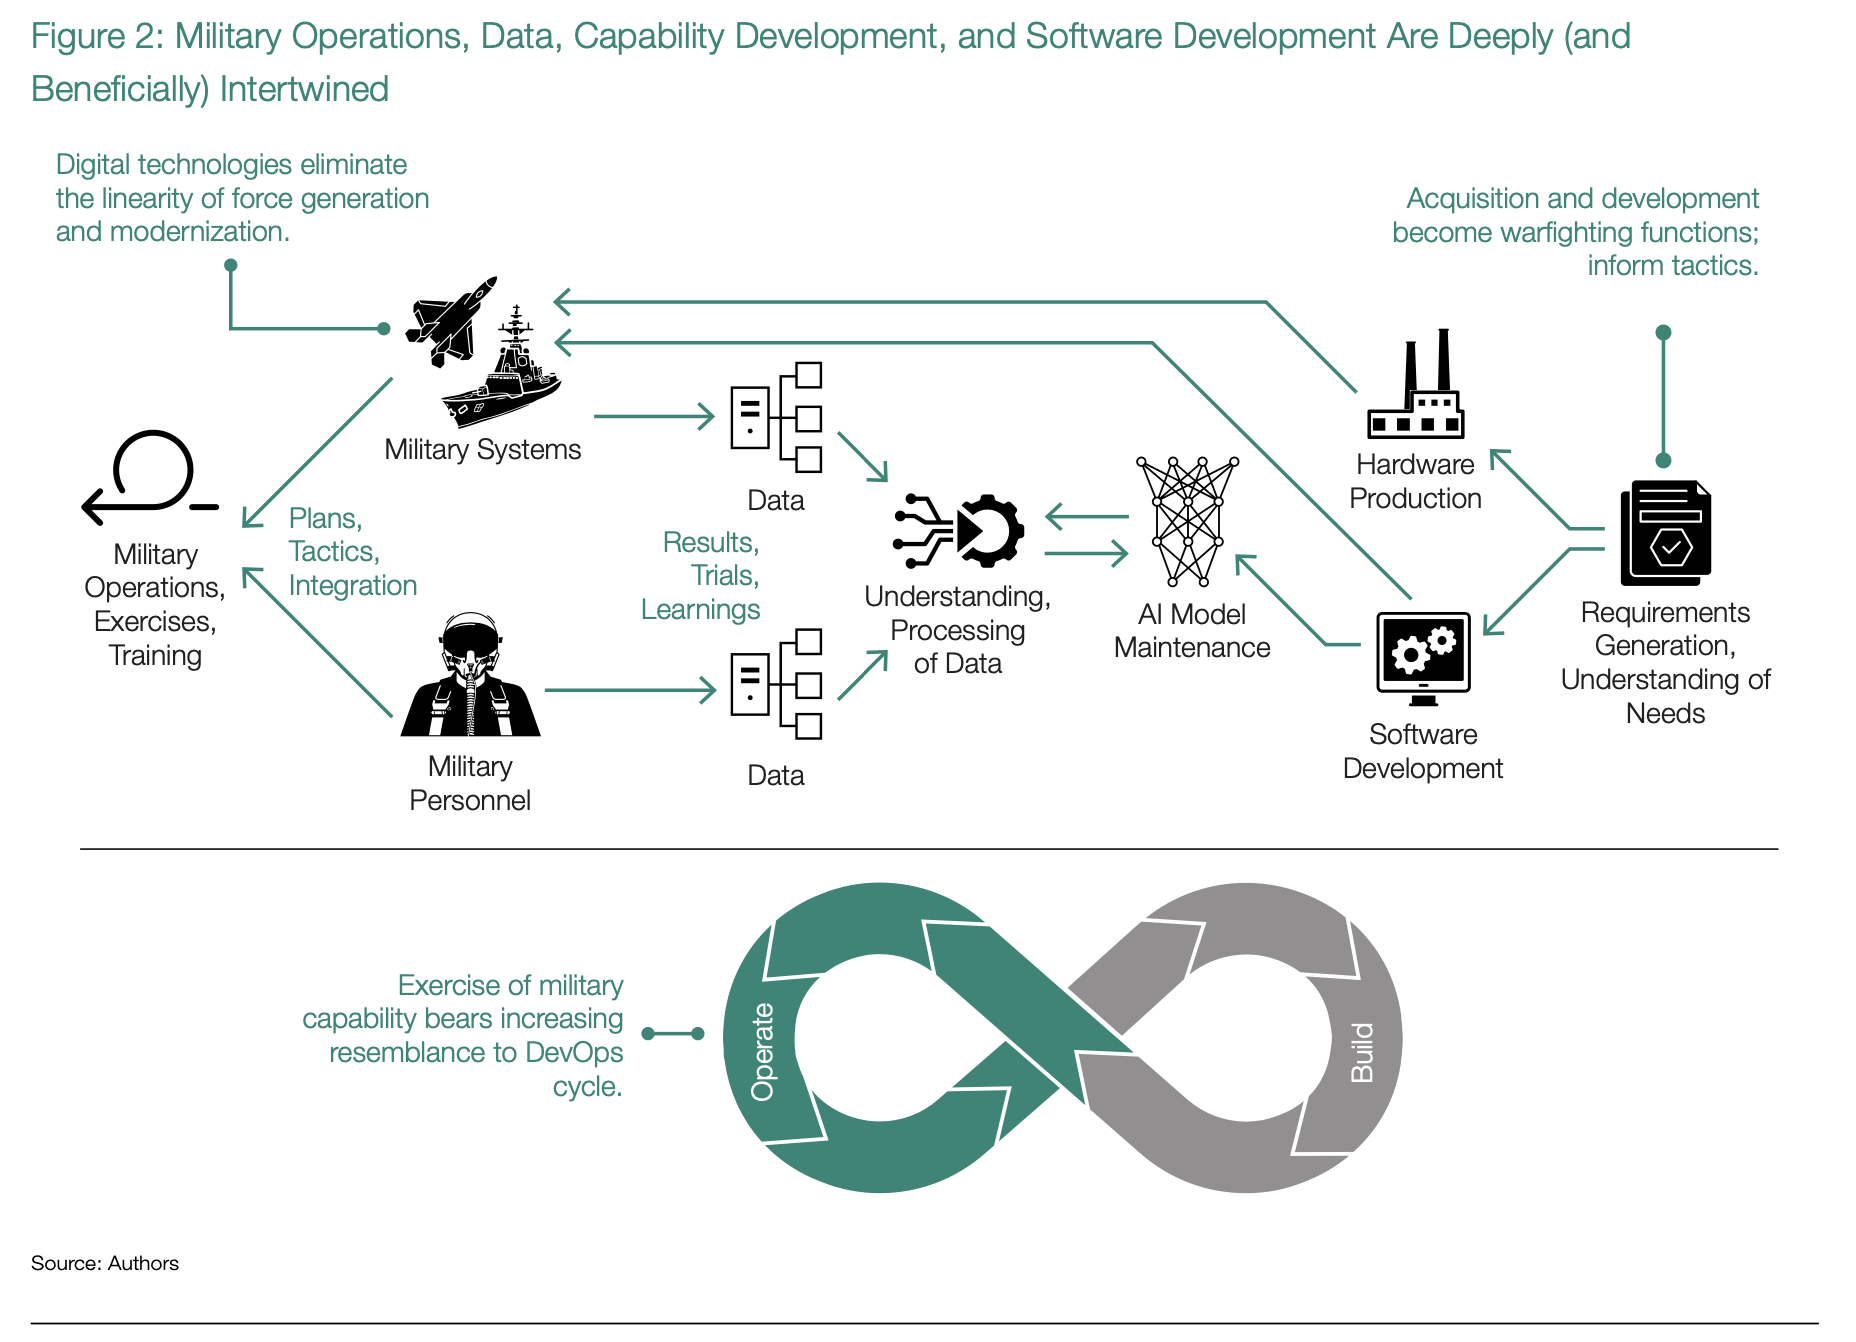 Figure 2: Military Operations, Data, Capability Development, and Software Development Are Deeply (and
Beneficially) Intertwined
Digital technologies eliminate
the linearity of force generation
and modernization.
Acquisition and development
become warfighting functions;
inform tactics.
Military Systems
Data
Hardware
Production
Military
Operations,
Exercises,
Training
Plans,
Tactics,
Integration
Results,
Trials,
Learnings
Understanding,
Processing
of Data
AI Model
Maintenance
Requirements
Generation,
Understanding of
Needs
Military
Personnel
Data
Software
Development
Exercise of military
capability bears increasing
resemblance to DevOps
cycle.
Operate
Build
Source: Authors